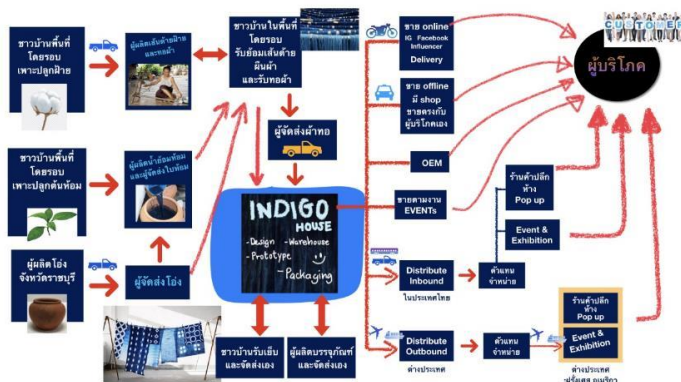 ชาวบ้านพื้นที่
โดยรอบ
เพาะปลูกฝ้าย
ผู้ผลิตเส้นด้ายฝ้าย
และทอผ้า
ชาวบ้านในพื้นที่
โดยรอบ
รับย้อมเส้นด้าย
ผืนผ้า
และรับทอผ้า
ผู้จัดส่งผ้าทอ
ชาวบ้านพื้นที่
โดยรอบ
เพาะปลูกต้นห้อม
ผู้ผลิตน้ำย้อมห้อม
และผู้จัดส่งใบห้อม
ผู้ผลิตโอ่ง
จังหวัดราชบุรี
ผู้จัดส่งโอ่ง
INDIGO
HOUSE
- Design
- Warehouse
- Prototype
- Packaging
ชาวบ้านรับเย็บ
และจัดส่งเอง
ผู้ผลิตบรรจุภัณฑ์
และจัดส่งเอง
ขาย online
IG Facebook
Influencer
Delivery
ขาย offline
มี shop
ขายตรงกับ
ผู้บริโภคเอง
OEM
ขายตามงาน
EVENTs
Distribute
Inbound
ในประเทศไทย
ตัวแทน
จำหน่าย
ร้านค้าปลีก
ห้าง
Pop up
Event &
Exhibition
Distribute
Outbound
ต่างประเทศ
ตัวแทน
จำหน่าย
ร้านค้าปลีก
ห้าง
Pop up
Event &
Exhibition
ต่างประเทศ
ฝรั่งเศส อเมริกา
CUSTOMER
ผู้บริโภค